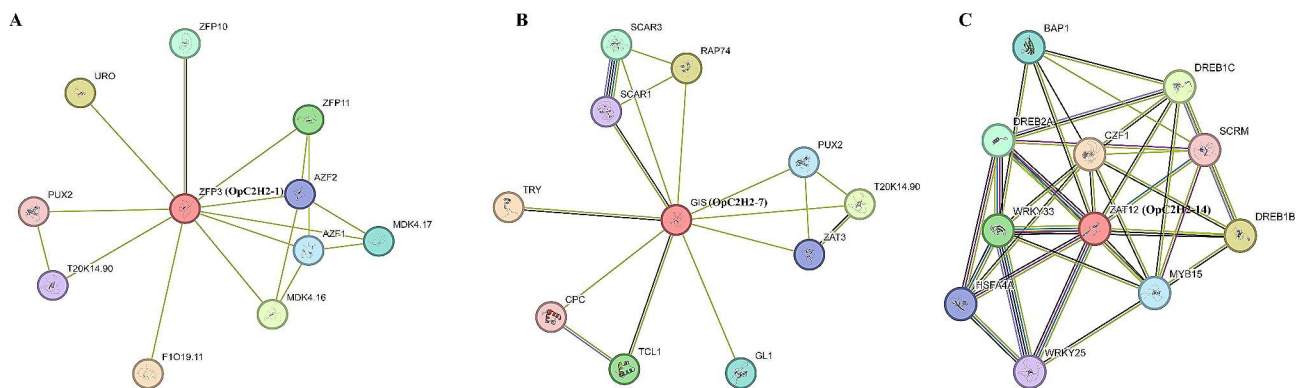 A
ZFP10
URO
ZFP11
AZF2
PUX2
ZFP3 (OpC2H2-1)
MDK4.17
AZF1
T20K14.90
MDK4.16
F1O19.11
B
SCAR3
RAP74
SCAR1
PUX2
T20K14.90
TRY
GIS (OpC2H2-7)
ZAT3
CPC
TCL1
GL1
C
BAP1
DREB1C
DREB2A
CZF1
SCRM
WRKY33
ZAT12 (OpC2H2-14)
DREB1B
HSFA4A
MYB15
WRKY25